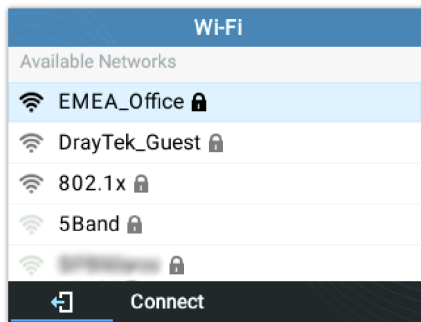 Wi-Fi
Available Networks
EMEA_Office
DrayTek_Guest
802.1x
5Band
Connect